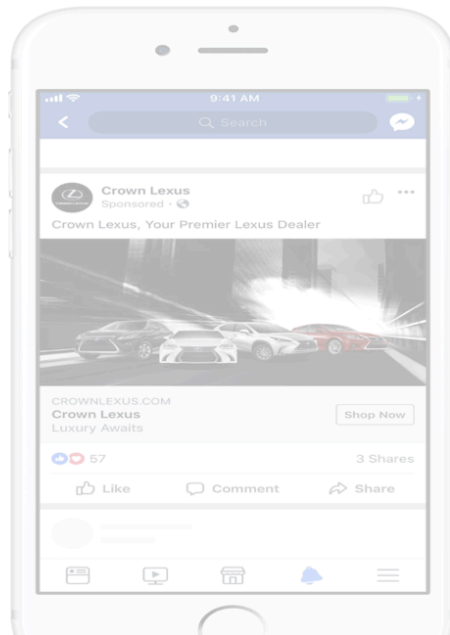 9:41 AM
Search
Crown Lexus
Sponsored
Crown Lexus, Your Premier Lexus Dealer
CROWNLEXUS.COM
Crown Lexus
Luxury Awaits
Shop Now
57
3 Shares
Like
Comment
Share